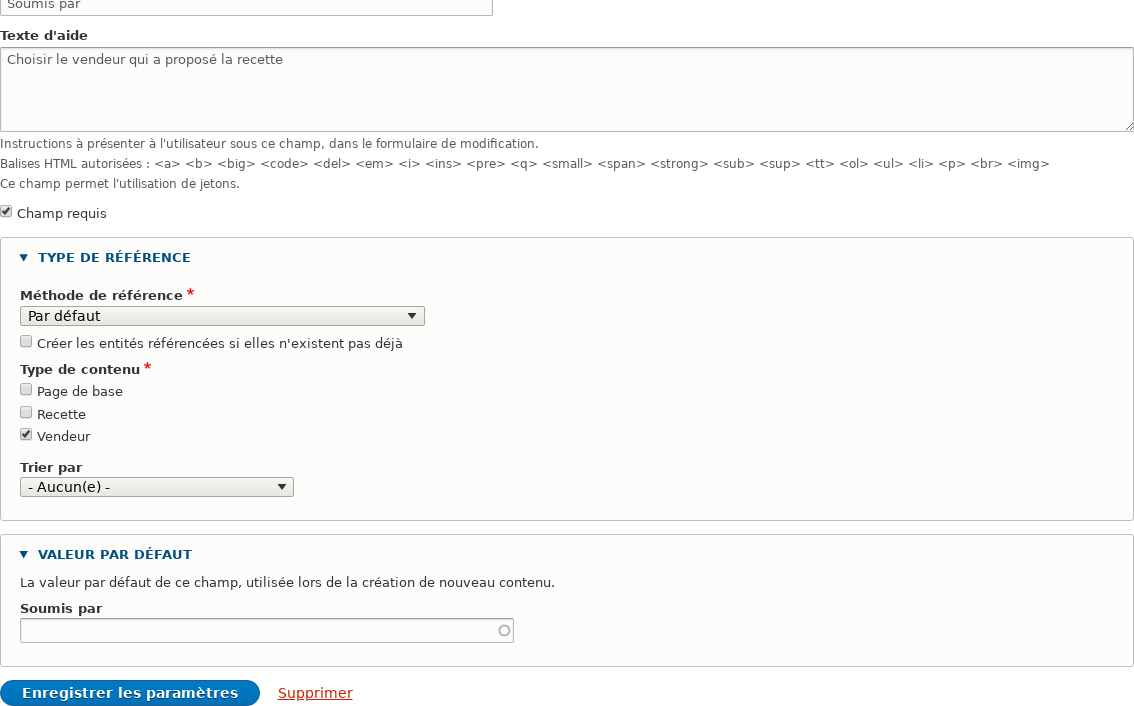 Soumis par
Texte d'aide
Choisir le vendeur qui a proposé la recette
Instructions à présenter à l'utilisateur sous ce champ, dans le formulaire de modification.
Balises HTML autorisées : <a> <b> <big> <code> <del> <em> <i> <ins> <pre> <q> <small> <span> <strong> <sub> <sup> <tt> <ol> <ul> <li> <p> <br> <img>
Ce champ permet l'utilisation de jetons.
Champ requis
TYPE DE RÉFÉRENCE
Méthode de référence *
Par défaut
Créer les entités référencées si elles n'existent pas déjà
Type de contenu *
Page de base
Recette
Vendeur
Trier par
- Aucun(e) -
VALEUR PAR DÉFAUT
La valeur par défaut de ce champ, utilisée lors de la création de nouveau contenu.
Soumis par
Enregistrer les paramètres Supprimer